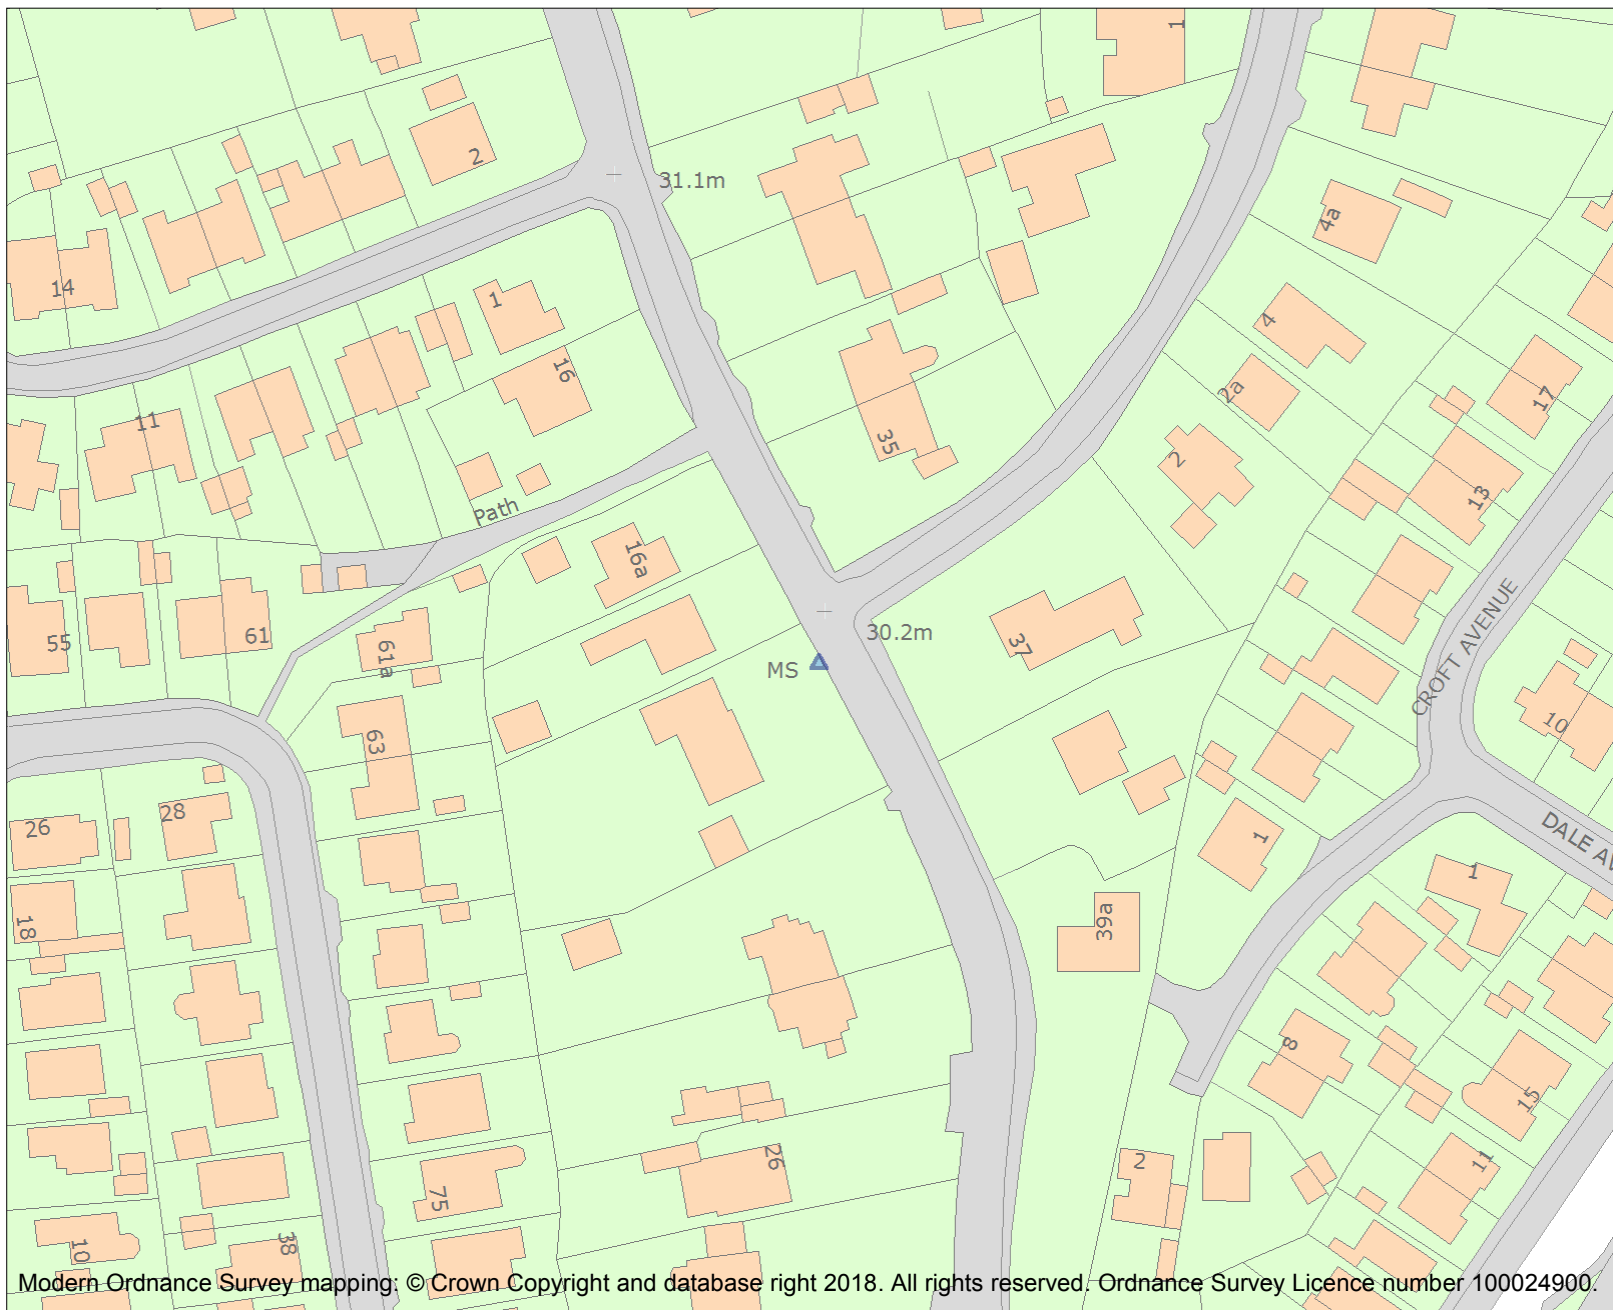 1
2
31.1m
4a
14
1
4
16
2a
17
11
35
2
13
Path
16a
CROFT AVENUE
30.2m
55
61
37
61a
MS
63
10
28
26
1
DALE AV
1
18
39a
8
15
26
2
11
75
10
38
Modern Ordnance Survey mapping: © Crown Copyright and database right 2018. All rights reserved. Ordnance Survey Licence number 100024900.